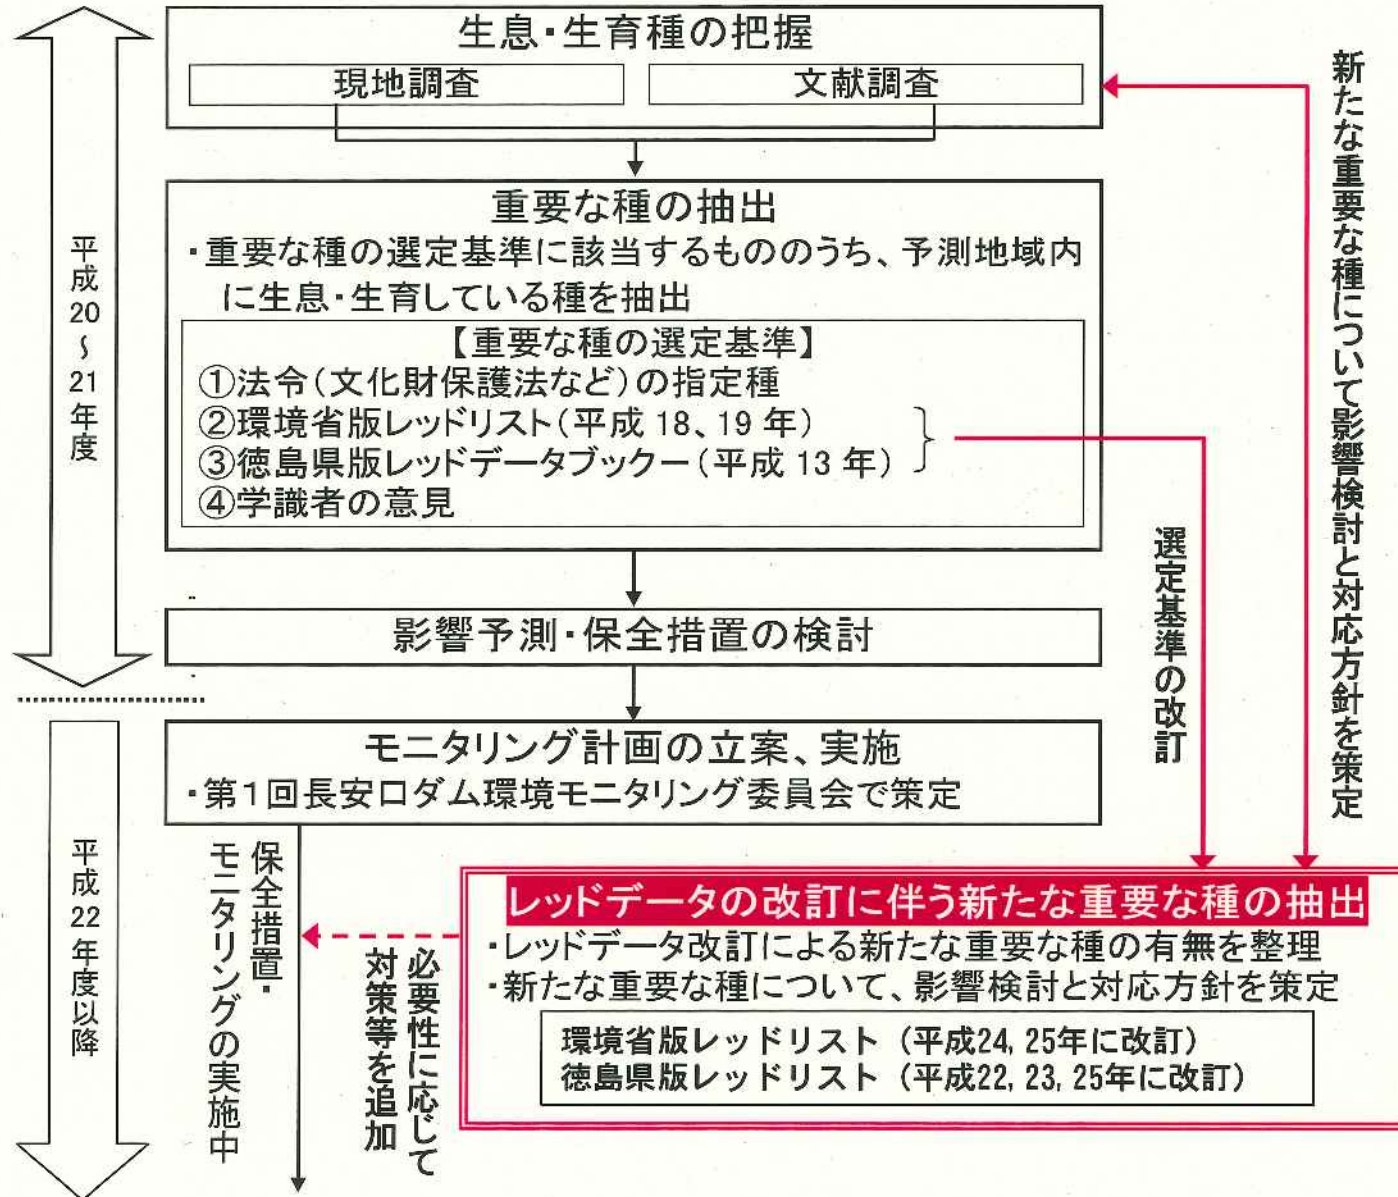 生息・生育種の把握
現地調査
文献調査
重要な種の抽出
・重要な種の選定基準に該当するもののうち、予測地域内
に生息・生育している種を抽出
【重要な種の選定基準】
①法令(文化財保護法など)の指定種
②環境省版レッドリスト(平成 18、19 年)
③徳島県版レッドデータブックー(平成 13 年)
④学識者の意見
影響予測・保全措置の検討
平成20～21年度
選定基準の改訂
新たな重要な種について影響検討と対応方針を策定
モニタリング計画の立案、実施
・第1回長安口ダム環境モニタリング委員会で策定
平成22年度以降
保全措置・
モニタリングの実施中
必要性に応じて
対策等を追加
レッドデータの改訂に伴う新たな重要な種の抽出
・レッドデータ改訂による新たな重要な種の有無を整理
・新たな重要な種について、影響検討と対応方針を策定
環境省版レッドリスト（平成24, 25年に改訂）
徳島県版レッドリスト（平成22, 23, 25年に改訂）